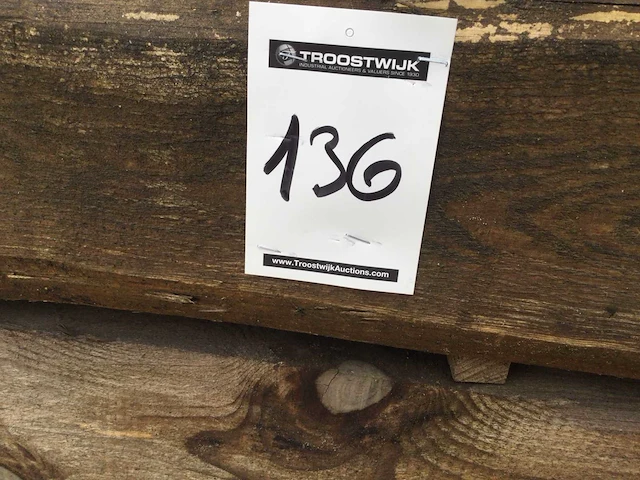 TROOSTWIJK
INDUSTRIAL AUCTIONEERS & VALUERS SINCE 1930
136
www.TroostwijkAuctions.com